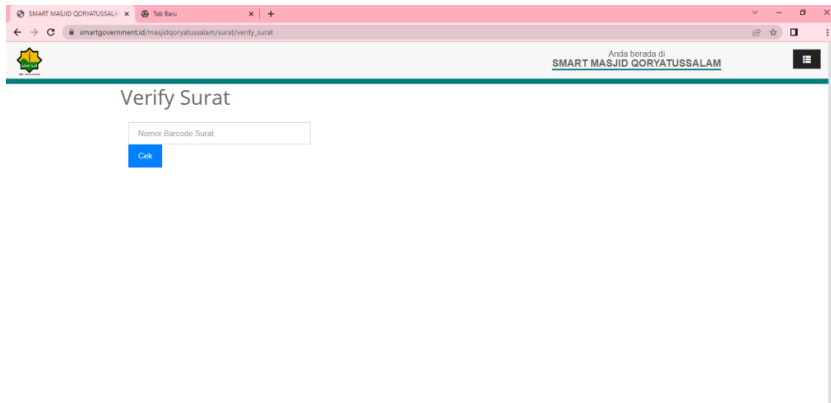 SMART MASJID QORYATUSSALA
Tab Baru
smartgovernment.id/masjidqoryatussalam/surat/verify_surat
Anda berada di
SMART MASJID QORYATUSSALAM
Verify Surat
Nomor Barcode Surat
Cek